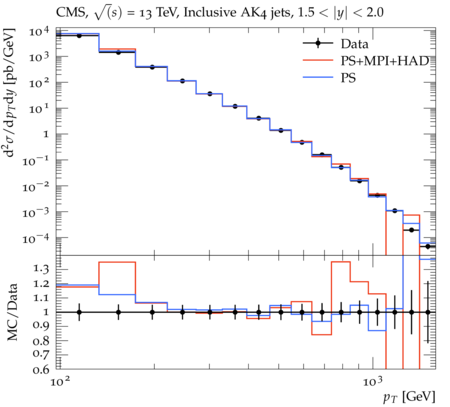 CMS, √(s) = 13 TeV, Inclusive AK4 jets, 1.5 < |y| < 2.0
Data
PS+MPI+HAD
PS
d²σ/dp_T dy [pb/GeV]
10⁴
10³
10²
10¹
1
10⁻¹
10⁻²
10⁻³
10⁻⁴
MC/Data
1.3
1.2
1.1
1
0.9
0.8
0.7
0.6
10² 10³
p_T [GeV]